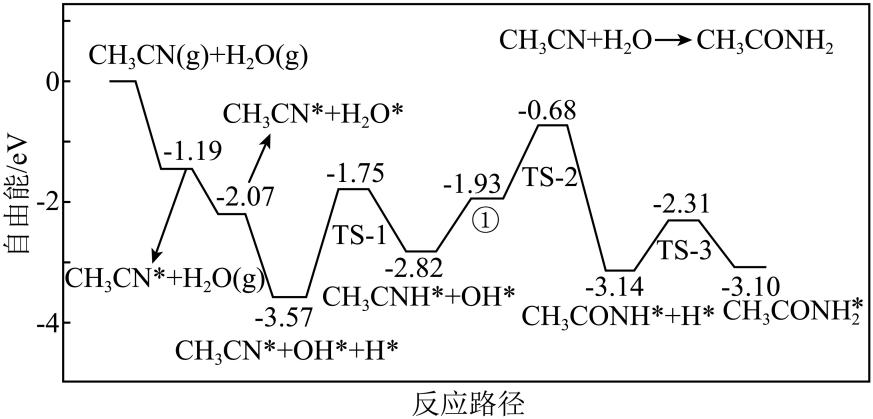 CH₃CN+H₂O→CH₃CONH₂
CH₃CN(g)+H₂O(g)
0
-2
-4
自由能/eV
-1.19
CH₃CN*+H₂O(g)
-2.07
CH₃CN*+H₂O*
-3.57
CH₃CN*+OH*+H*
-1.75
TS-1
-2.82
CH₃CNH*+OH*
-1.93
①
-0.68
TS-2
-3.14
CH₃CONH*+H*
-2.31
TS-3
-3.10
CH₃CONH₂*
反应路径